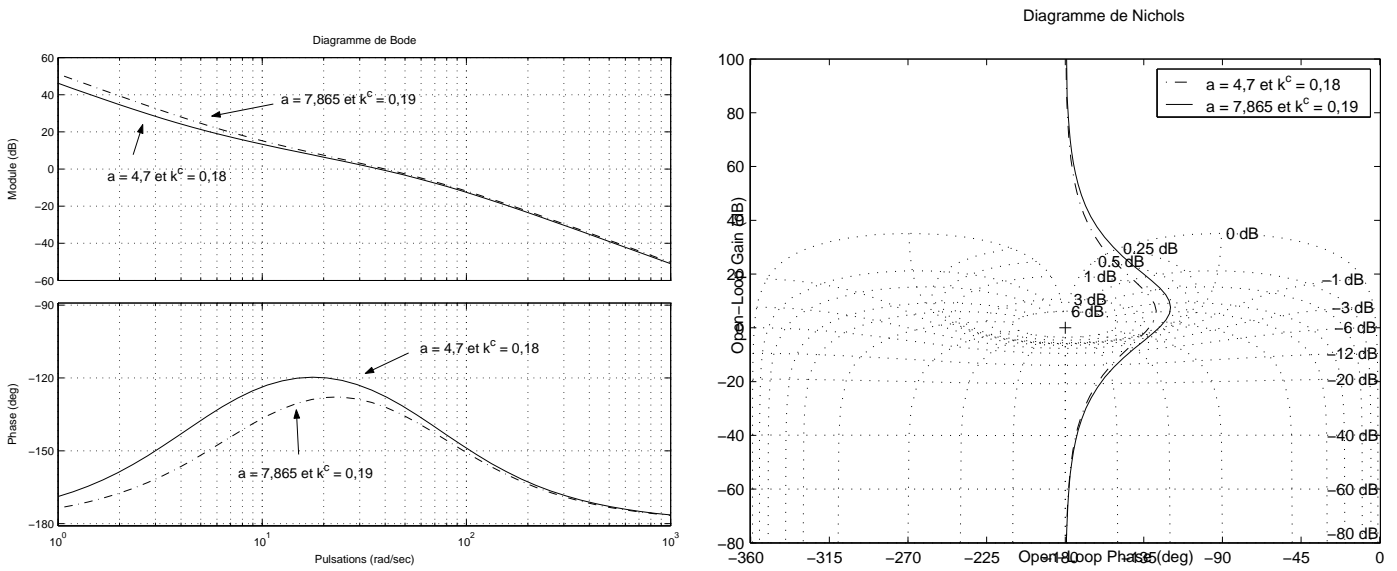 Diagramme de Bode
60
40
20
0
−20
−40
−60
Module (dB)
a = 7,865 et k^c = 0,19
a = 4,7 et k^c = 0,18
−90
−120
−150
−180
Phase (deg)
a = 4,7 et k^c = 0,18
a = 7,865 et k^c = 0,19
10^0
10^1
10^2
10^3
Pulsations (rad/sec)
Diagramme de Nichols
100
80
60
40
20
0
−20
−40
−60
−80
Open−Loop Gain (dB)
a = 4,7 et k^c = 0,18
a = 7,865 et k^c = 0,19
0 dB
0.25 dB
0.5 dB
1 dB
−1 dB
3 dB
−3 dB
6 dB
−6 dB
−12 dB
−20 dB
−40 dB
−60 dB
−80 dB
−360
−315
−270
−225
−180
−135
−90
−45
0
Open−Loop Phase (deg)